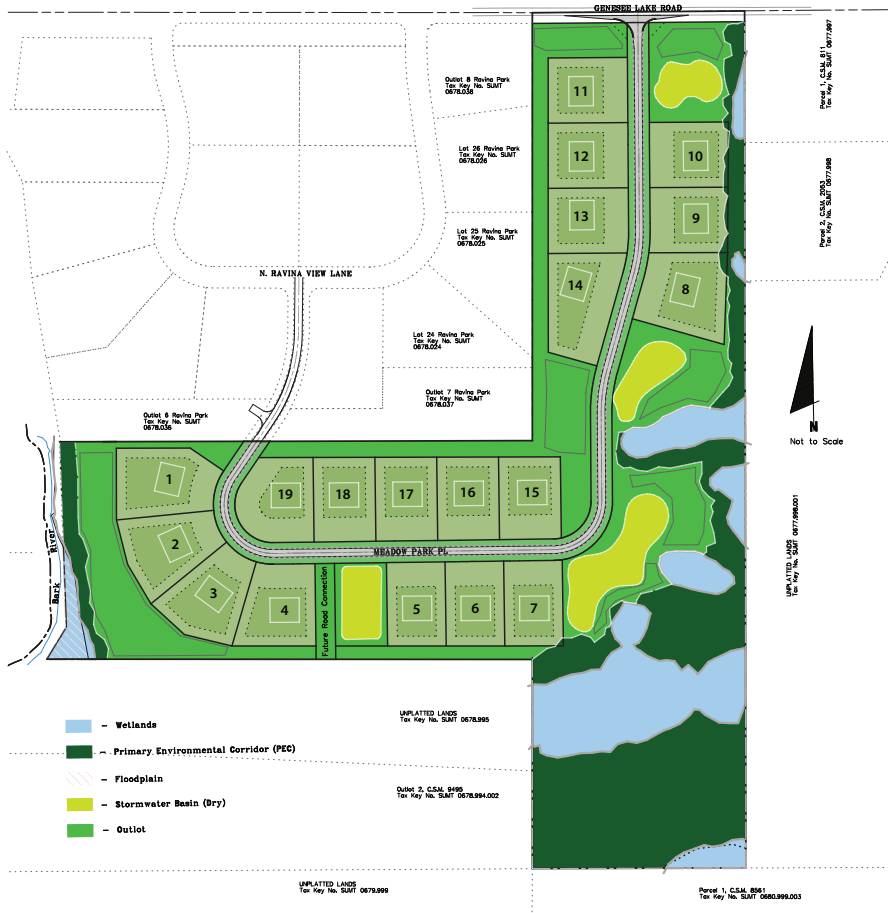 GENESEE LAKE ROAD
Parcel 1, C.S.M. 811
Tax Key No. SUMT 0677.997
Outlot 8 Ravina Park
Tax Key No. SUMT
0678.038
11
12
10
Lot 26 Ravina Park
Tax Key No. SUMT
0678.026
Parcel 2, C.S.M. 2053
Tax Key No. SUMT 0677.998
13
9
Lot 25 Ravina Park
Tax Key No. SUMT
0678.025
N. RAVINA VIEW LANE
14
8
Lot 24 Ravina Park
Tax Key No. SUMT
0678.024
Outlot 7 Ravina Park
Tax Key No. SUMT
0678.037
Outlot 6 Ravina Park
Tax Key No. SUMT
0678.036
N
Not to Scale
1
19
18
17
16
15
2
MEADOW PARK PL
UNPLATTED LANDS
Tax Key No. SUMT 0677.998.001
Bark River
3
4
Future Road Connection
5
6
7
UNPLATTED LANDS
Tax Key No. SUMT 0678.995
- Wetlands
- Primary Environmental Corridor (PEC)
- Floodplain
- Stormwater Basin (Dry)
- Outlot
Outlot 2, C.S.M. 9495
Tax Key No. SUMT 0678.994.002
UNPLATTED LANDS
Tax Key No. SUMT 0679.999
Parcel 1, C.S.M. 8561
Tax Key No. SUMT 0680.999.003